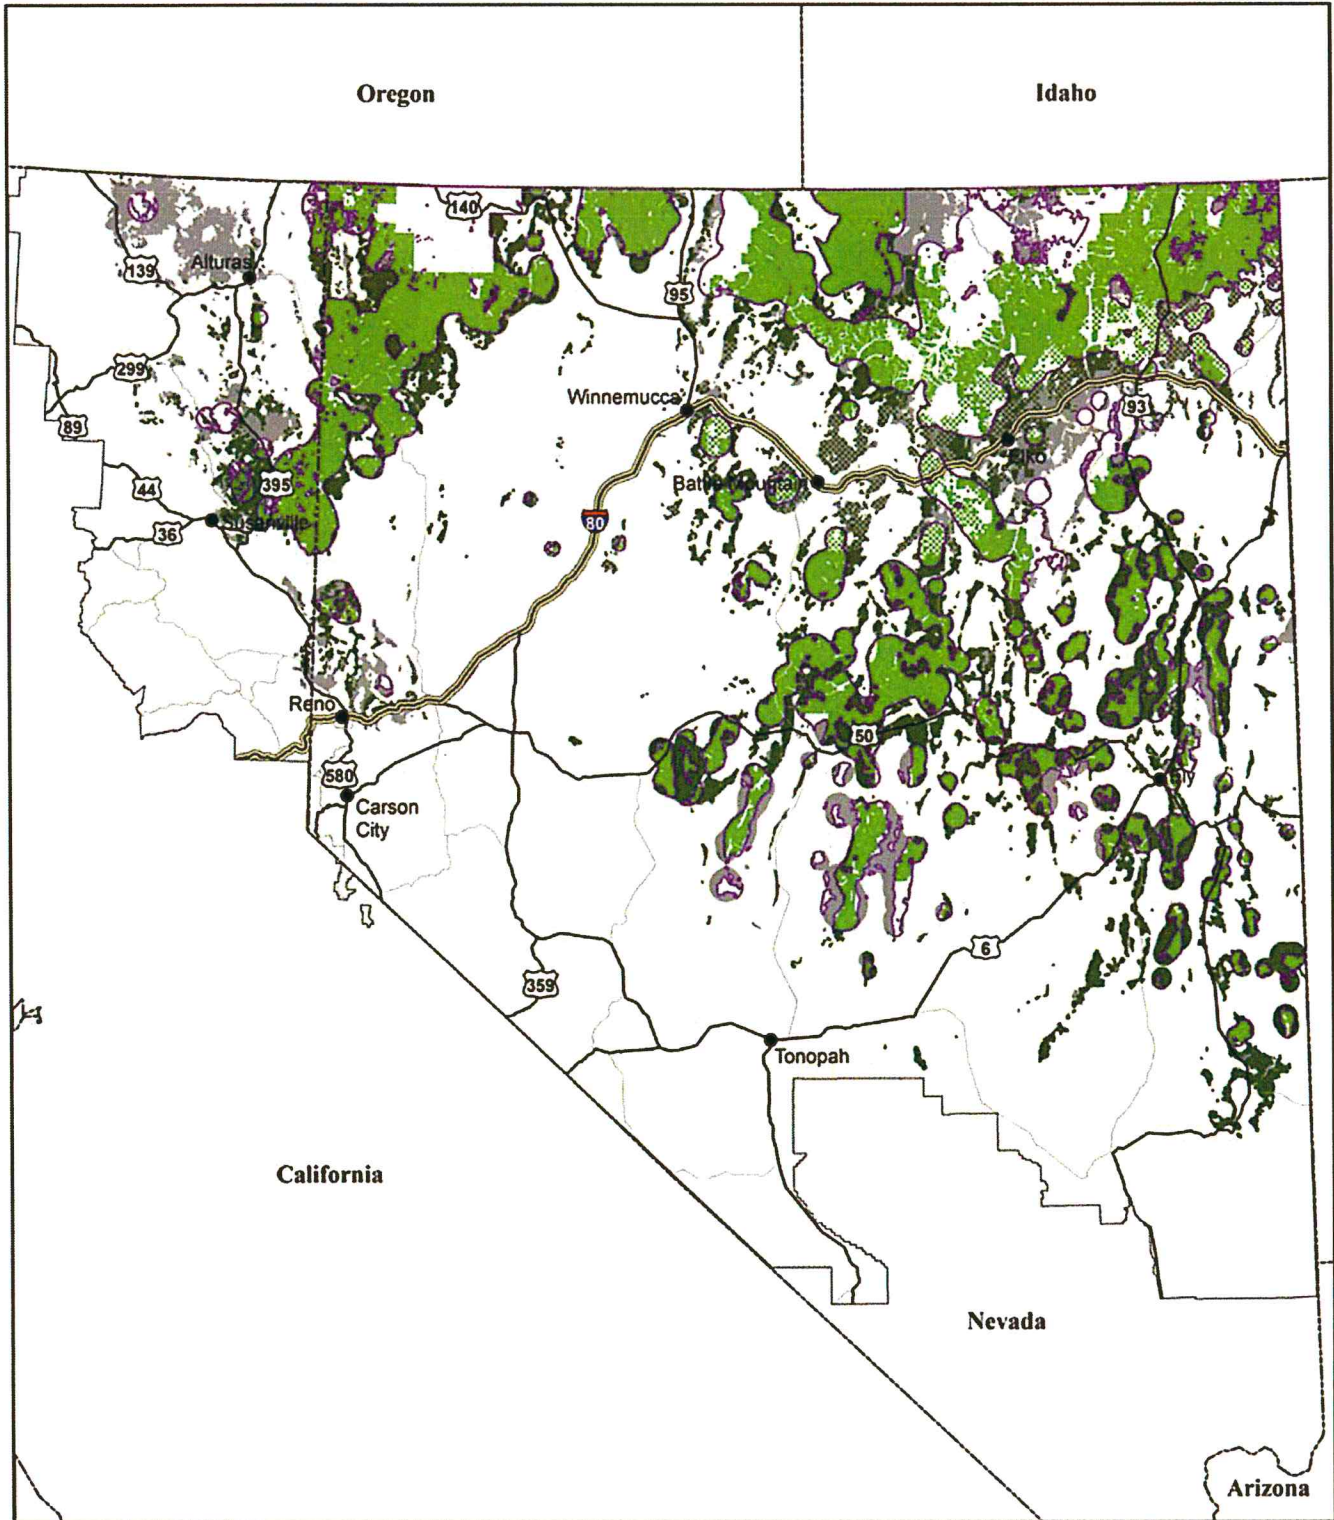 Oregon
Idaho
140
Alturas
139
95
299
Winnemucca
93
89
Elko
395
Battle Mountain
44
Susanville
80
36
Reno
50
580
Ely
Carson
City
6
359
Tonopah
California
Nevada
Arizona